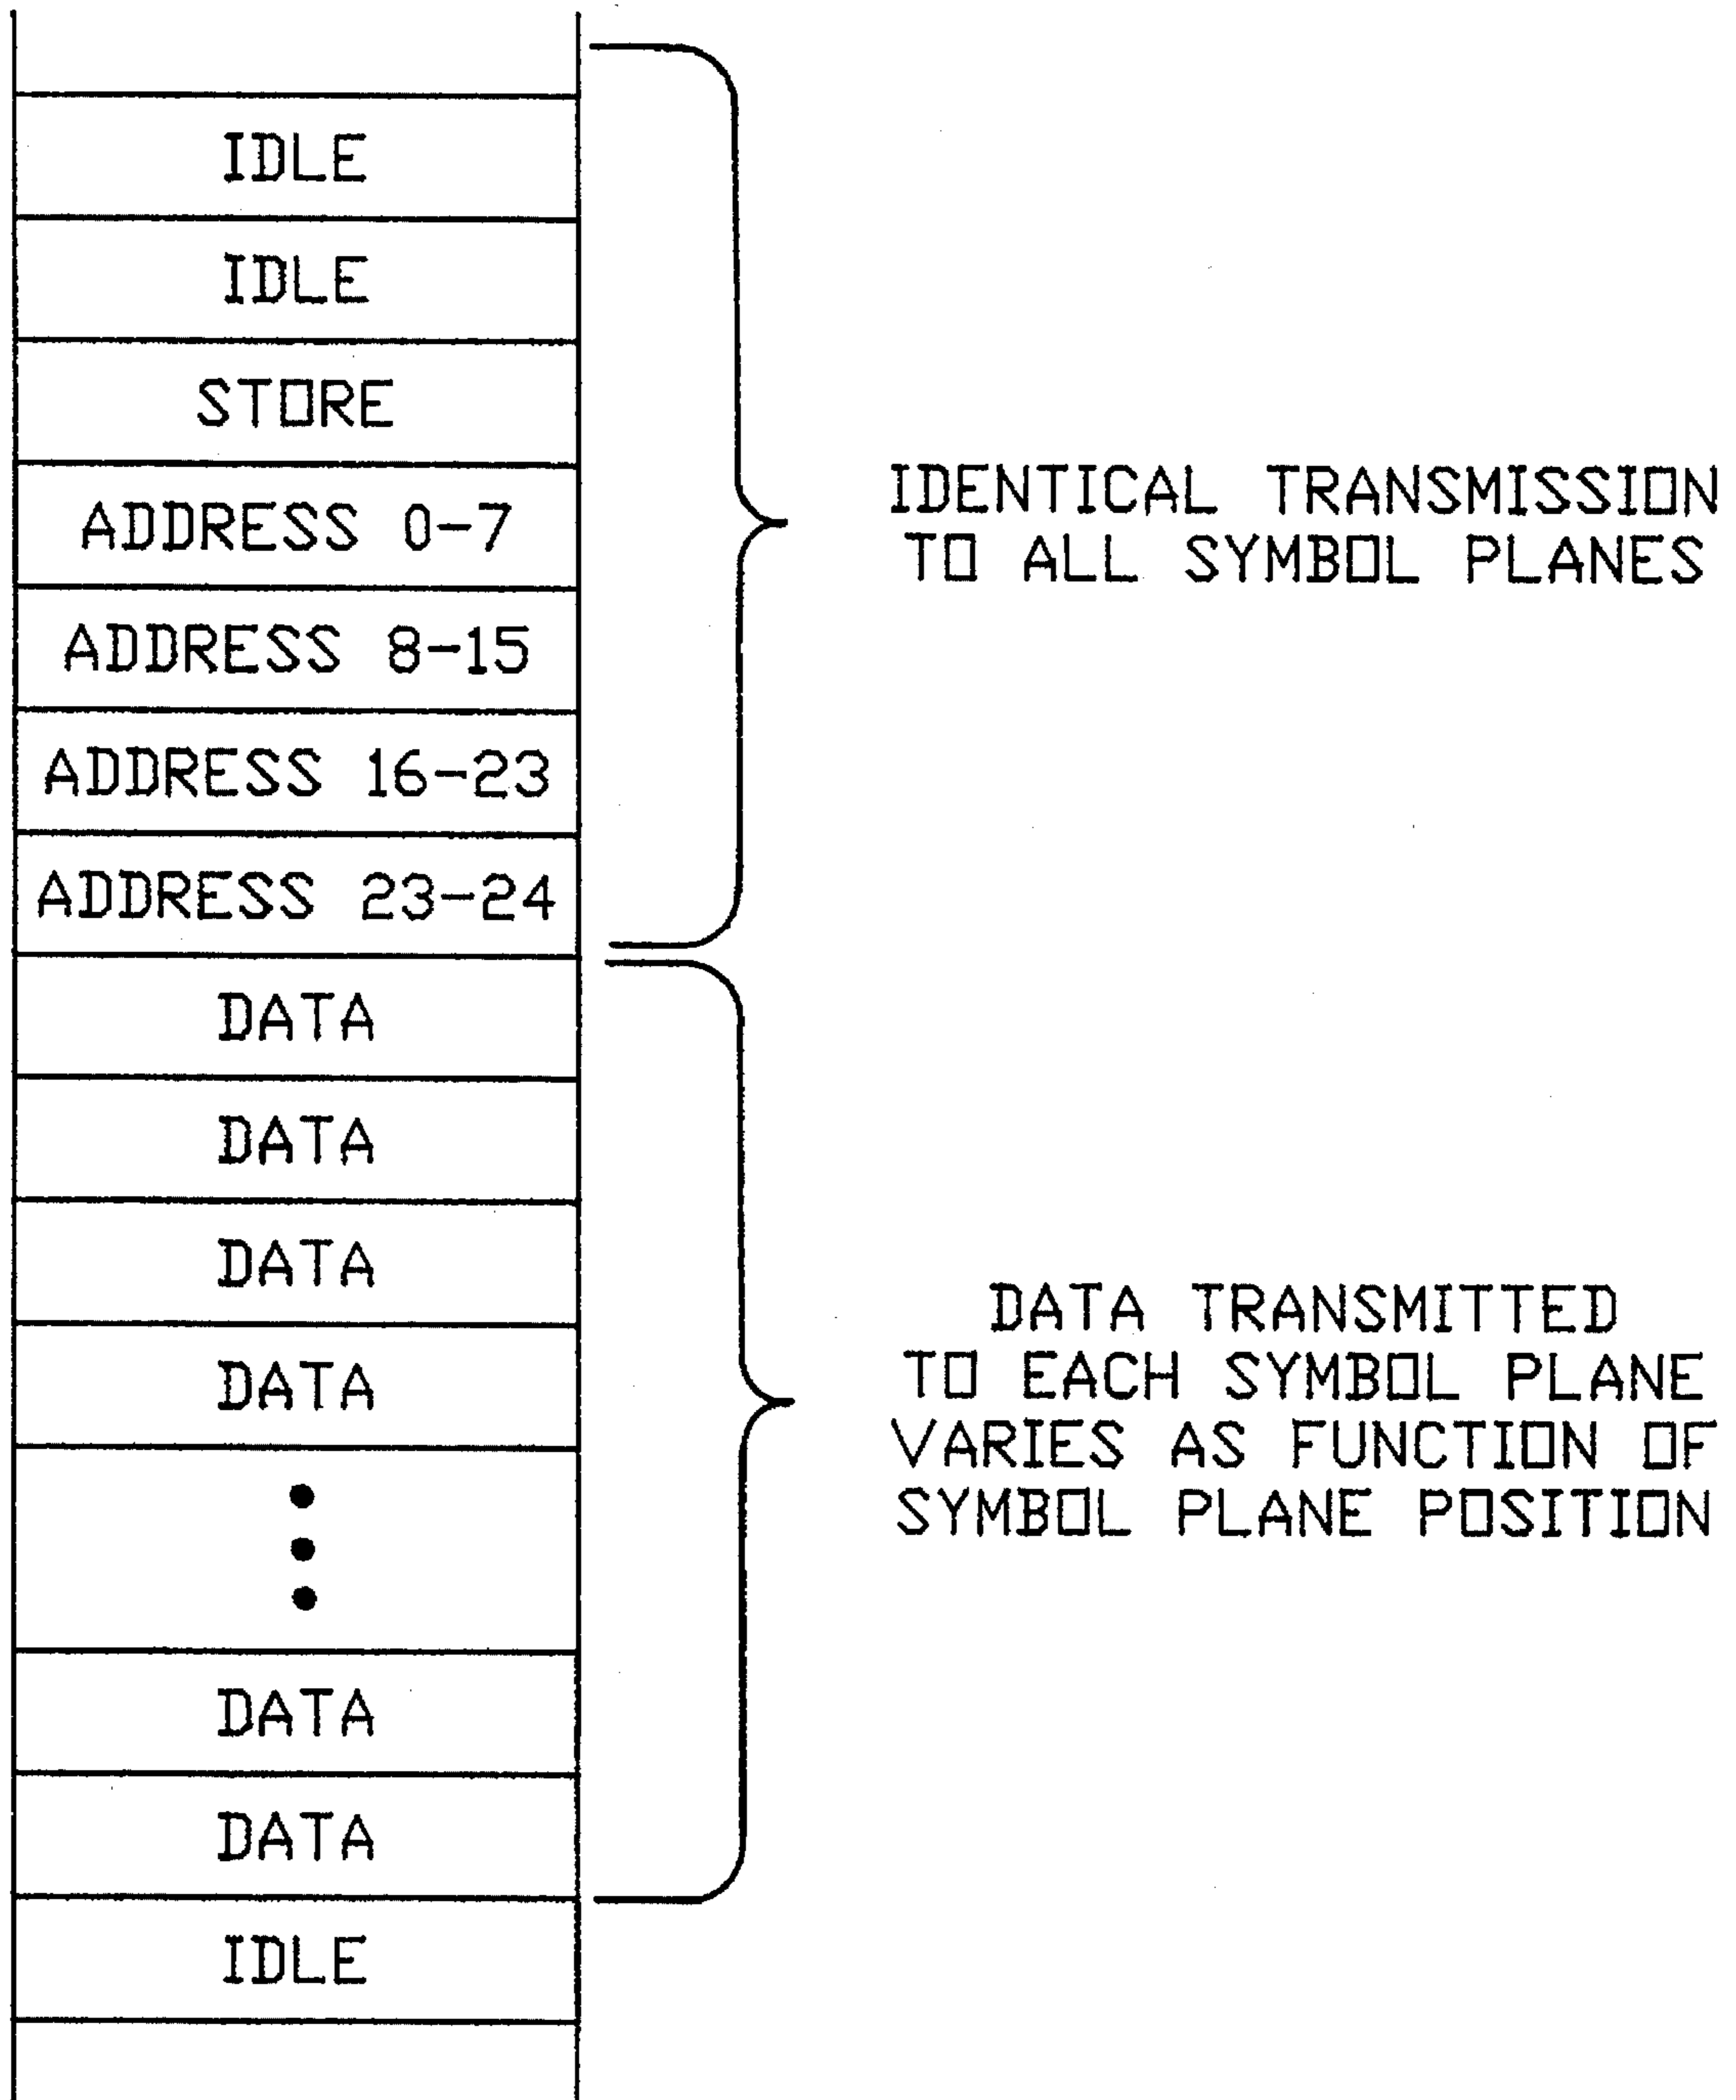 IDLE
IDLE
STORE
ADDRESS 0-7
ADDRESS 8-15
ADDRESS 16-23
ADDRESS 23-24
IDENTICAL TRANSMISSION
TO ALL SYMBOL PLANES
DATA
DATA
DATA
DATA
DATA
DATA
DATA TRANSMITTED
TO EACH SYMBOL PLANE
VARIES AS FUNCTION OF
SYMBOL PLANE POSITION
IDLE